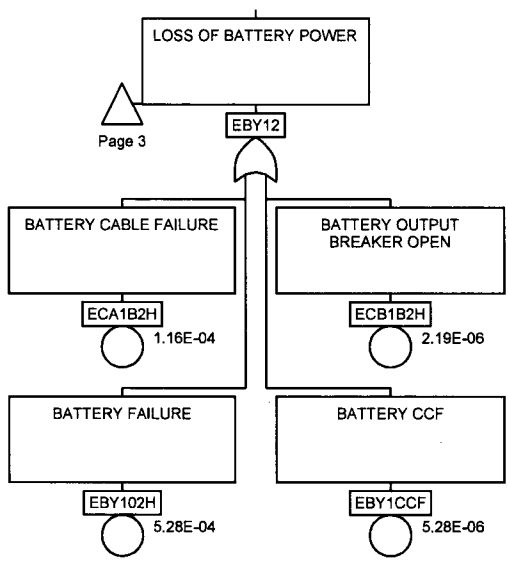 LOSS OF BATTERY POWER
Page 3
EBY12
BATTERY CABLE FAILURE
ECA1B2H
1.16E-04
BATTERY OUTPUT
BREAKER OPEN
ECB1B2H
2.19E-06
BATTERY FAILURE
EBY102H
5.28E-04
BATTERY CCF
EBY1CCF
5.28E-06